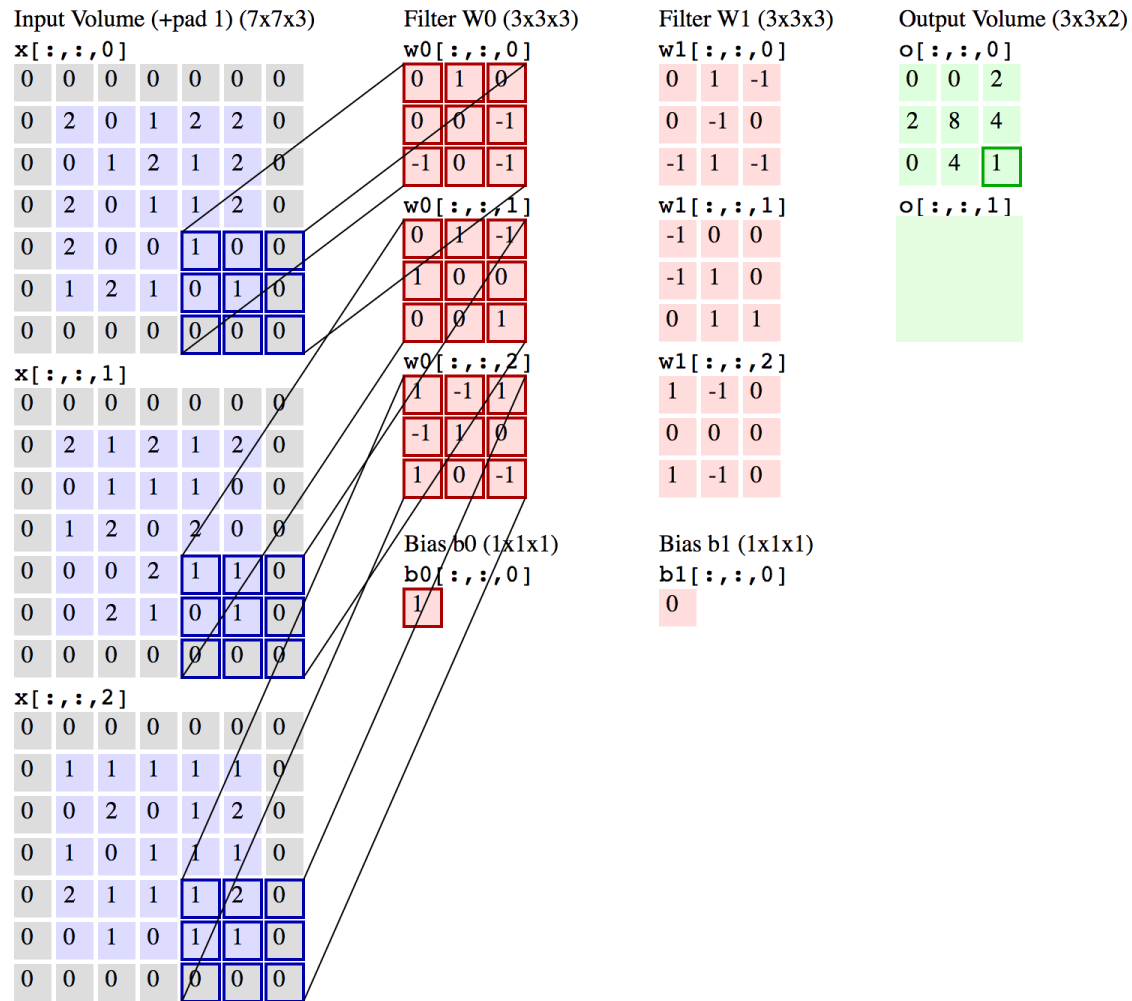 Input Volume (+pad 1) (7x7x3)
x[:,:,0]
0 0 0 0 0 0 0
0 2 0 1 2 2 0
0 0 1 2 1 2 0
0 2 0 1 1 2 0
0 2 0 0 1 0 0
0 1 2 1 0 1 0
0 0 0 0 0 0 0
x[:,:,1]
0 0 0 0 0 0 0
0 2 1 2 1 2 0
0 0 1 1 1 0 0
0 1 2 0 2 0 0
0 0 0 2 1 1 0
0 0 2 1 0 1 0
0 0 0 0 0 0 0
x[:,:,2]
0 0 0 0 0 0 0
0 1 1 1 1 1 0
0 0 2 0 1 2 0
0 1 0 1 1 1 0
0 2 1 1 1 2 0
0 0 1 0 1 1 0
0 0 0 0 0 0 0
Filter W0 (3x3x3)
w0[:,:,0]
0 1 0
0 0 -1
-1 0 -1
w0[:,:,1]
0 1 -1
1 0 0
0 0 1
w0[:,:,2]
1 -1 1
-1 1 0
1 0 -1
Bias b0 (1x1x1)
b0[:,:,0]
1
Filter W1 (3x3x3)
w1[:,:,0]
0 1 -1
0 -1 0
-1 1 -1
w1[:,:,1]
-1 0 0
-1 1 0
0 1 1
w1[:,:,2]
1 -1 0
0 0 0
1 -1 0
Bias b1 (1x1x1)
b1[:,:,0]
0
Output Volume (3x3x2)
o[:,:,0]
0 0 2
2 8 4
0 4 1
o[:,:,1]